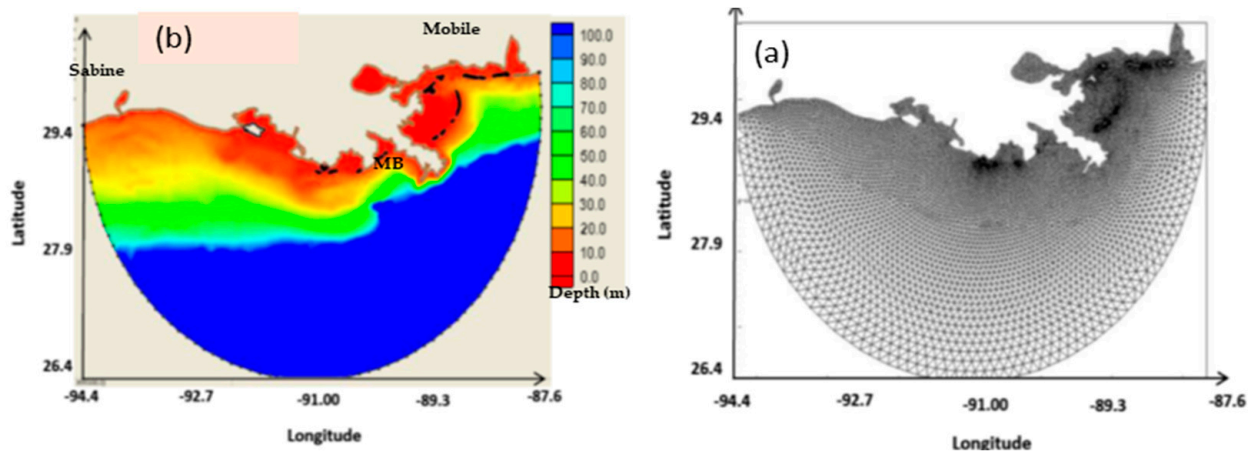 (b)
Mobile
Sabine
MB
29.4
27.9
26.4
Latitude
-94.4
-92.7
-91.00
-89.3
-87.6
Longitude
100.0
90.0
80.0
70.0
60.0
50.0
40.0
30.0
20.0
10.0
0.0
Depth (m)
(a)
29.4
27.9
26.4
Latitude
-94.4
-92.7
-91.00
-89.3
-87.6
Longitude